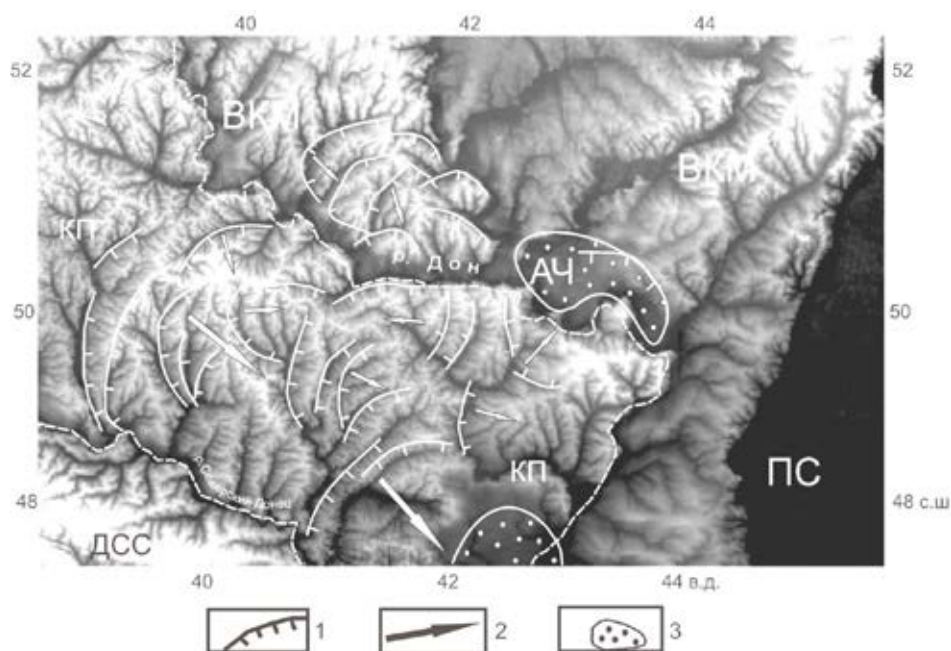 40 42 44
52 52
ВКМ
ВКМ
КП
р. Дон
АЧ
50 50
КП
ПС
48 48 с.ш
ДСС
40 42 44 в.д.
1 2 3